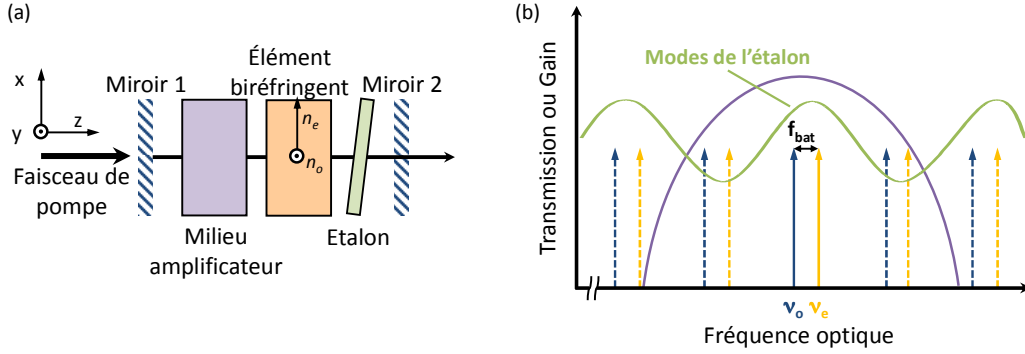 (a)
x
y
z
Faisceau de
pompe
Miroir 1
Élément
biréfringent
Miroir 2
n_e
n_o
Milieu
amplificateur
Etalon
(b)
Transmission ou Gain
Modes de l'étalon
f_bat
ν_o ν_e
Fréquence optique